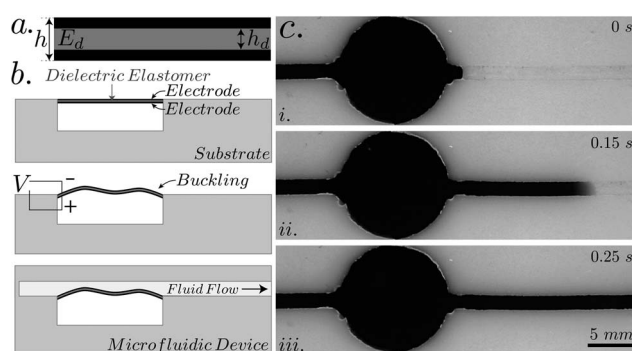 a.
h
E_d
h_d
b.
Dielectric Elastomer
Electrode
Electrode
Substrate
V
−
+
Buckling
Fluid Flow
Microfluidic Device
c.
0 s
i.
0.15 s
ii.
0.25 s
iii.
5 mm